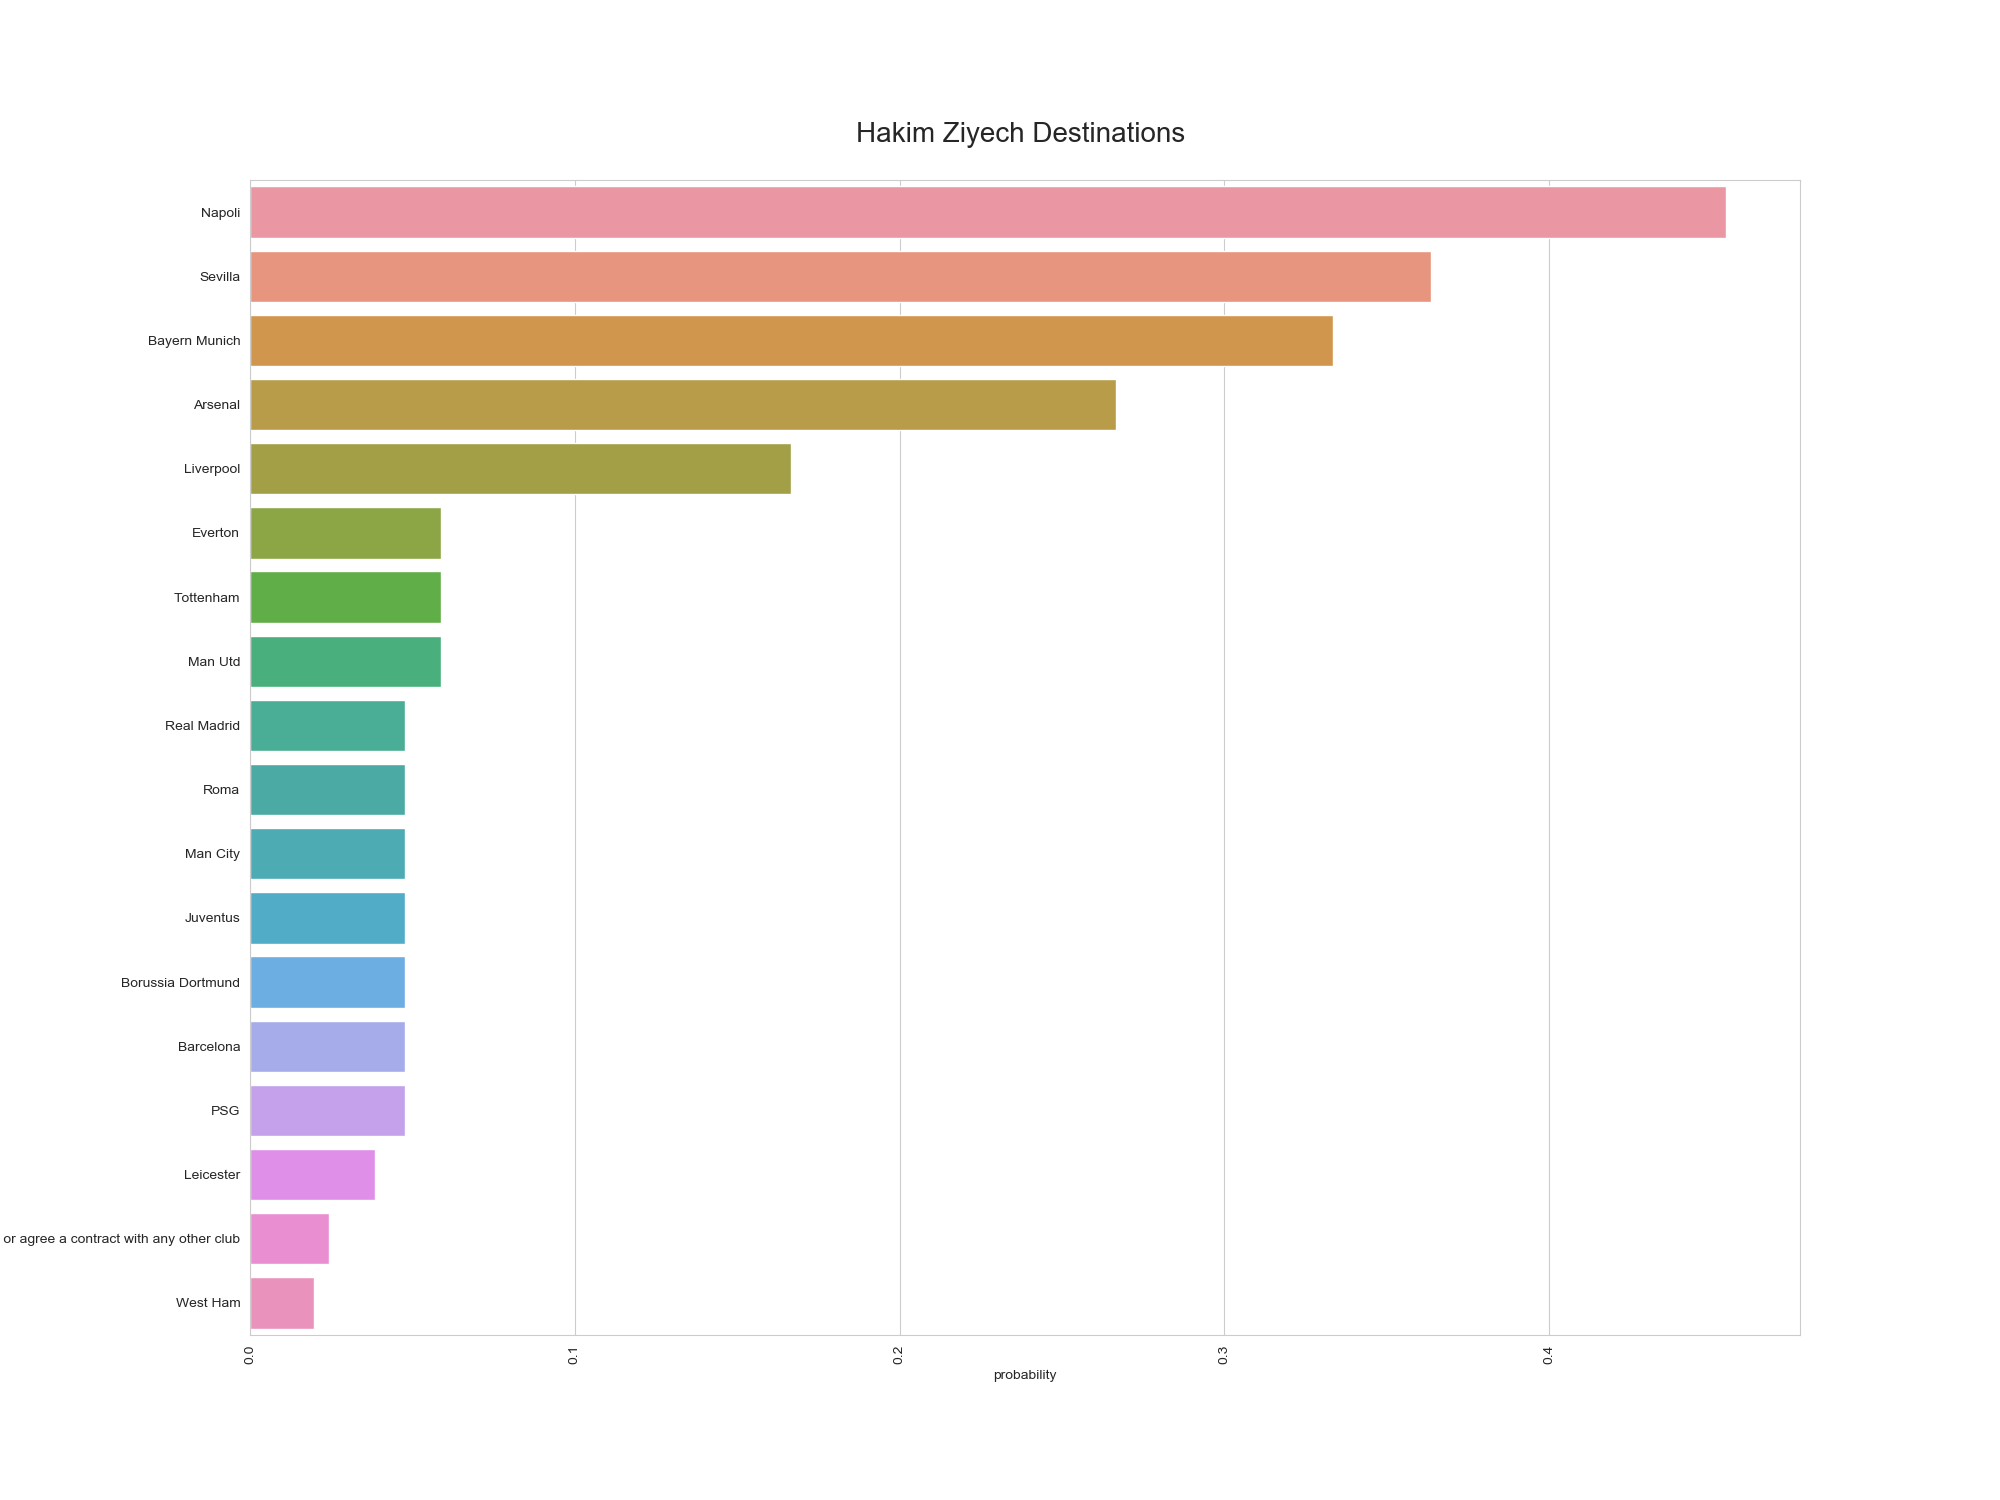 Hakim Ziyech Destinations
Napoli
Sevilla
Bayern Munich
Arsenal
Liverpool
Everton
Tottenham
Man Utd
Real Madrid
Roma
Man City
Juventus
Borussia Dortmund
Barcelona
PSG
Leicester
or agree a contract with any other club
West Ham
0.0 0.1 0.2 0.3 0.4
probability